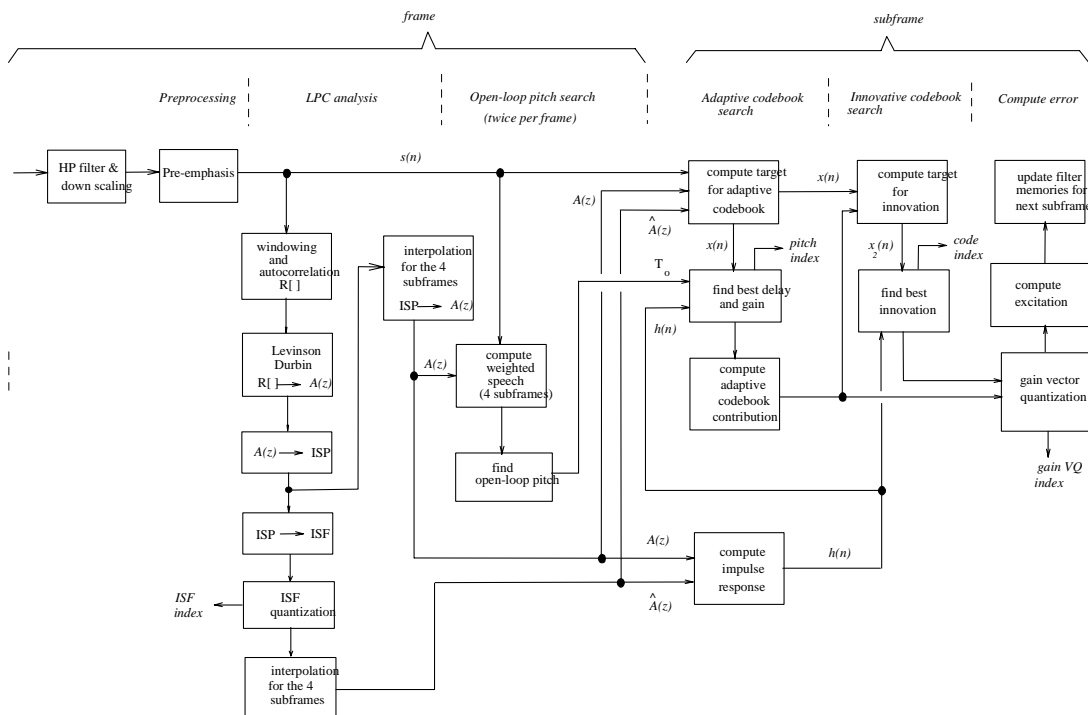 frame
subframe
Preprocessing
LPC analysis
Open-loop pitch search
(twice per frame)
Adaptive codebook
search
Innovative codebook
search
Compute error
HP filter &
down scaling
Pre-emphasis
s(n)
A(z)
^
A(z)
compute target
for adaptive
codebook
x(n)
compute target
for
innovation
update filter
memories for
next subframe
windowing
and
autocorrelation
R[ ]
interpolation
for the 4
subframes
ISP
A(z)
x(n)
pitch
index
x2(n)
code
index
To
find best delay
and gain
h(n)
find best
innovation
compute
excitation
Levinson
Durbin
R[ ]
A(z)
A(z)
compute
weighted
speech
(4 subframes)
compute
adaptive
codebook
contribution
gain vector
quantization
A(z)
ISP
find
open-loop pitch
gain VQ
index
ISP
ISF
A(z)
compute
impulse
response
h(n)
^
A(z)
ISF
index
ISF
quantization
interpolation
for the 4
subframes